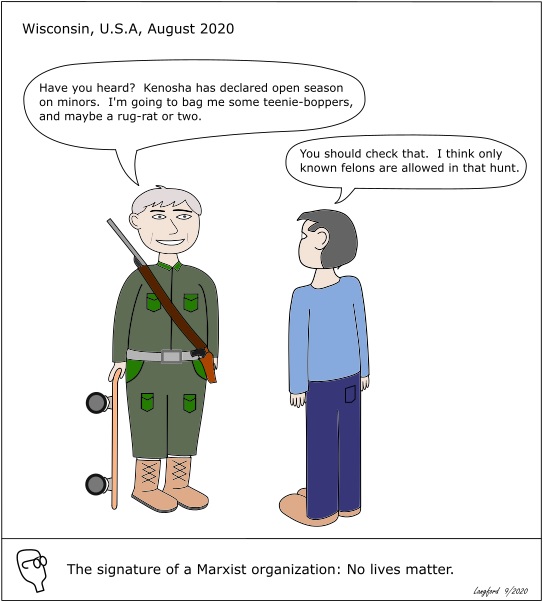 Wisconsin, U.S.A, August 2020
Have you heard?  Kenosha has declared open season
on minors.  I'm going to bag me some teenie-boppers,
and maybe a rug-rat or two.
You should check that.  I think only
known felons are allowed in that hunt.
The signature of a Marxist organization: No lives matter.
Langford 9/2020